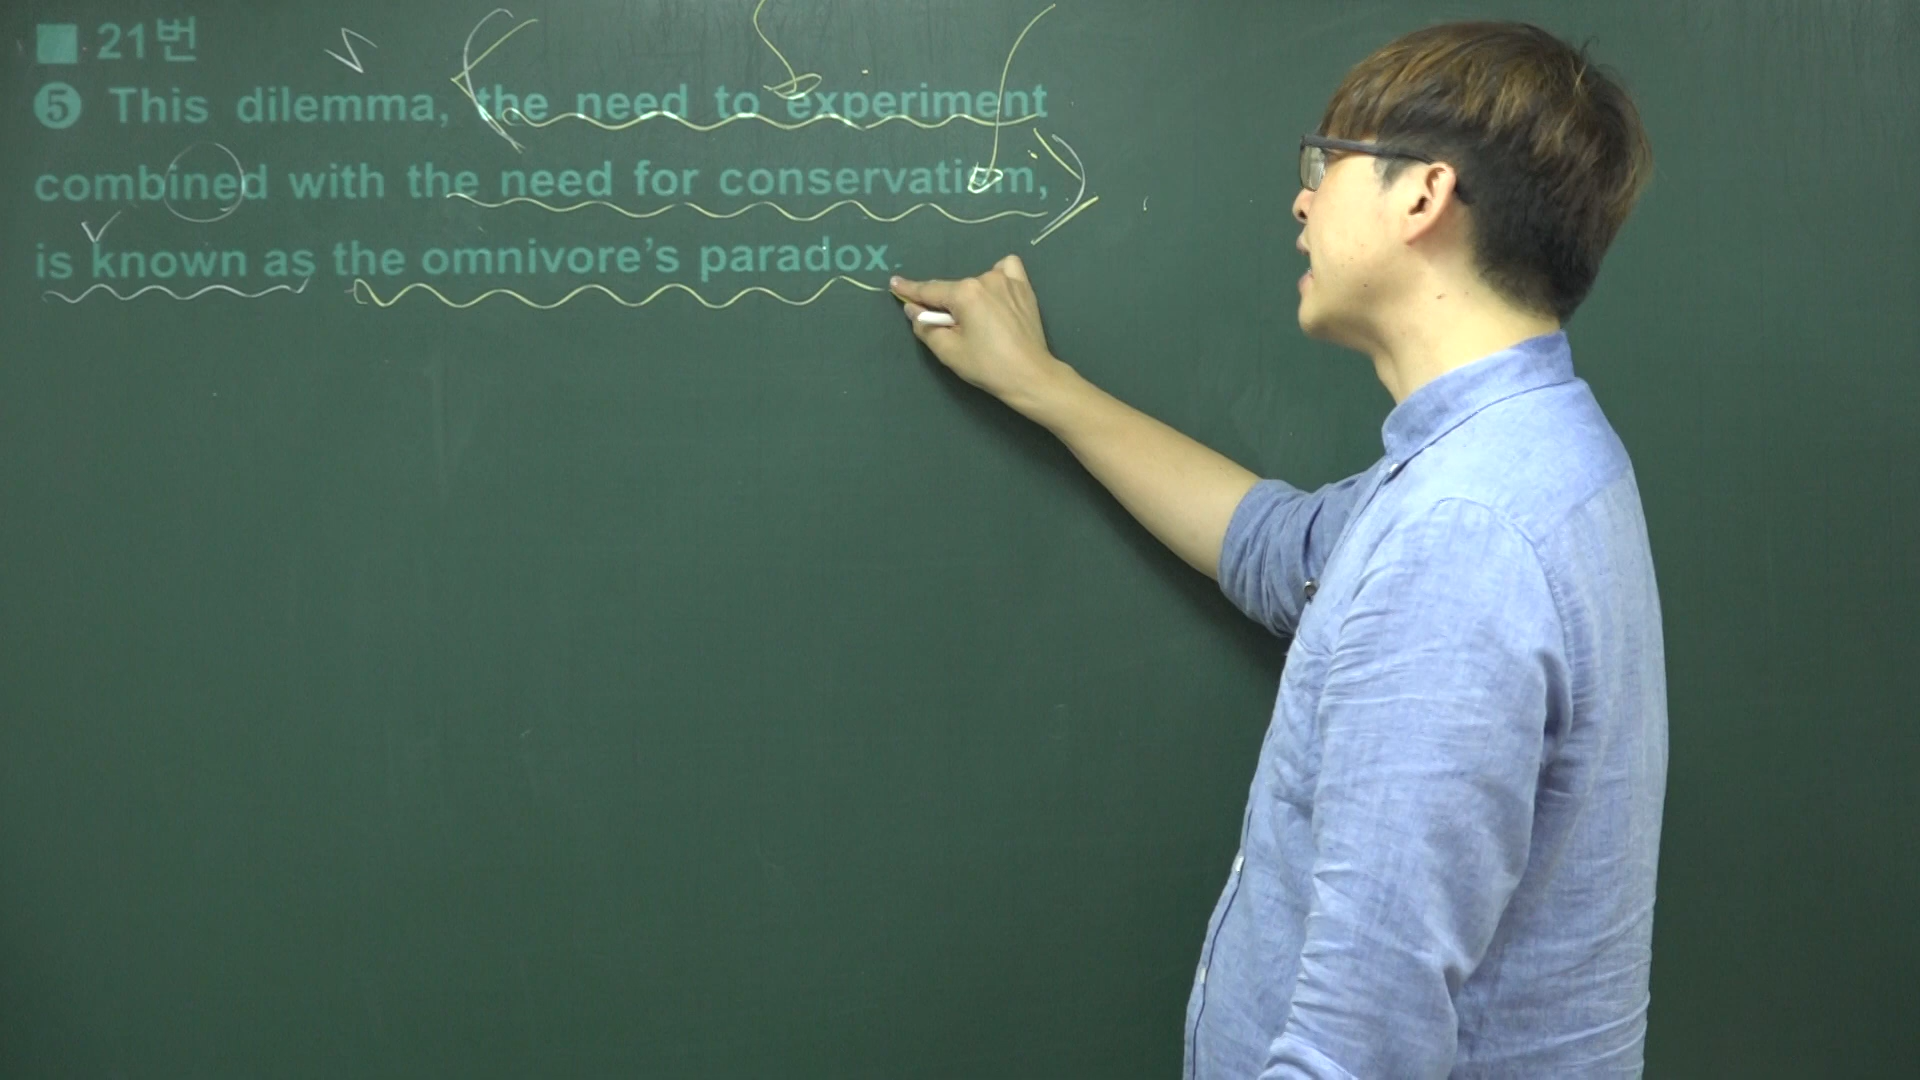 ■ 21번
❺ This dilemma, the need to experiment
combined with the need for conservatism,
is known as the omnivore’s paradox.